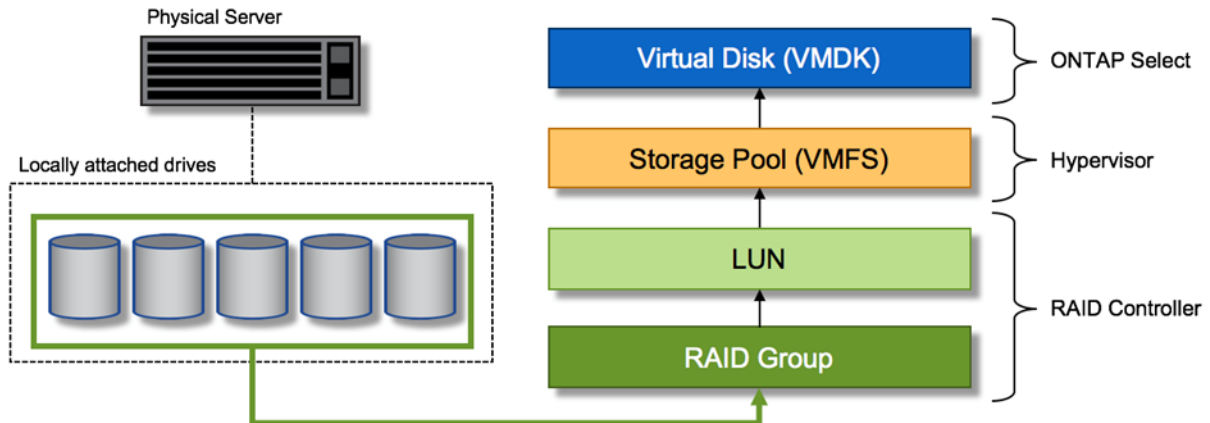 Physical Server
Locally attached drives
Virtual Disk (VMDK)
ONTAP Select
Storage Pool (VMFS)
Hypervisor
LUN
RAID Controller
RAID Group